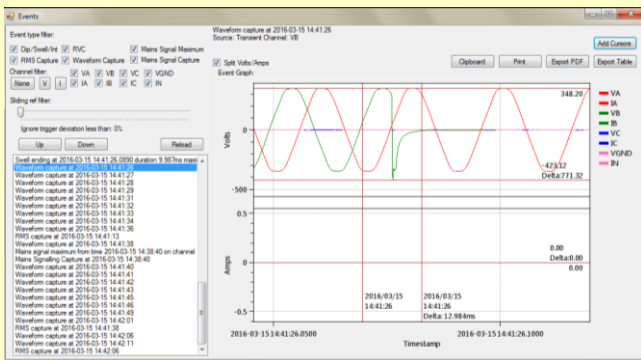 Events
Event type filter:
Dip/Swell/Int RVC Mains Signal Maximum
RMS Capture Waveform Capture Mains Signal Capture
Channel filter:
VA VB VC VGND
None V I IA IB IC IN
Sliding ref filter:
Ignore trigger deviation less than: 0%
Up Down Reload
Swell ending at 2016-03-15 14:41:26.0890 duration 9.987ms maxi
Waveform capture at 2016-03-15 14:41:26
Waveform capture at 2016-03-15 14:41:27
Waveform capture at 2016-03-15 14:41:28
Waveform capture at 2016-03-15 14:41:29
Waveform capture at 2016-03-15 14:41:31
Waveform capture at 2016-03-15 14:41:32
Waveform capture at 2016-03-15 14:41:33
Waveform capture at 2016-03-15 14:41:34
Waveform capture at 2016-03-15 14:41:36
RMS capture at 2016-03-15 14:41:13
Waveform capture at 2016-03-15 14:41:38
Mains signal maximum from time 2016-03-15 14:38:40 on channel
Mains Signalling Capture at 2016-03-15 14:38:40
Waveform capture at 2016-03-15 14:41:40
Waveform capture at 2016-03-15 14:41:41
Waveform capture at 2016-03-15 14:41:42
Waveform capture at 2016-03-15 14:41:43
Waveform capture at 2016-03-15 14:41:45
Waveform capture at 2016-03-15 14:41:46
Waveform capture at 2016-03-15 14:41:49
Waveform capture at 2016-03-15 14:42:01
RMS capture at 2016-03-15 14:41:38
Waveform capture at 2016-03-15 14:42:06
Waveform capture at 2016-03-15 14:42:11
RMS capture at 2016-03-15 14:42:06
Waveform capture at 2016-03-15 14:41:26
Source: Transient Channel: VB
Add Cursors
Split Volts/Amps
Clipboard Print Export PDF Export Table
Event Graph
348.20
Volts
0
-423.12
Delta:771.32
-500
0.5
Amps
0.0
0.00
Delta:0.00
0.00
-0.5
2016/03/15
14:41:26
2016/03/15
14:41:26
Delta:12.984ms
2016-03-15 14:41:26.0500
2016-03-15 14:41:26.1000
Timestamp
VA
IA
VB
IB
VC
IC
VGND
IN